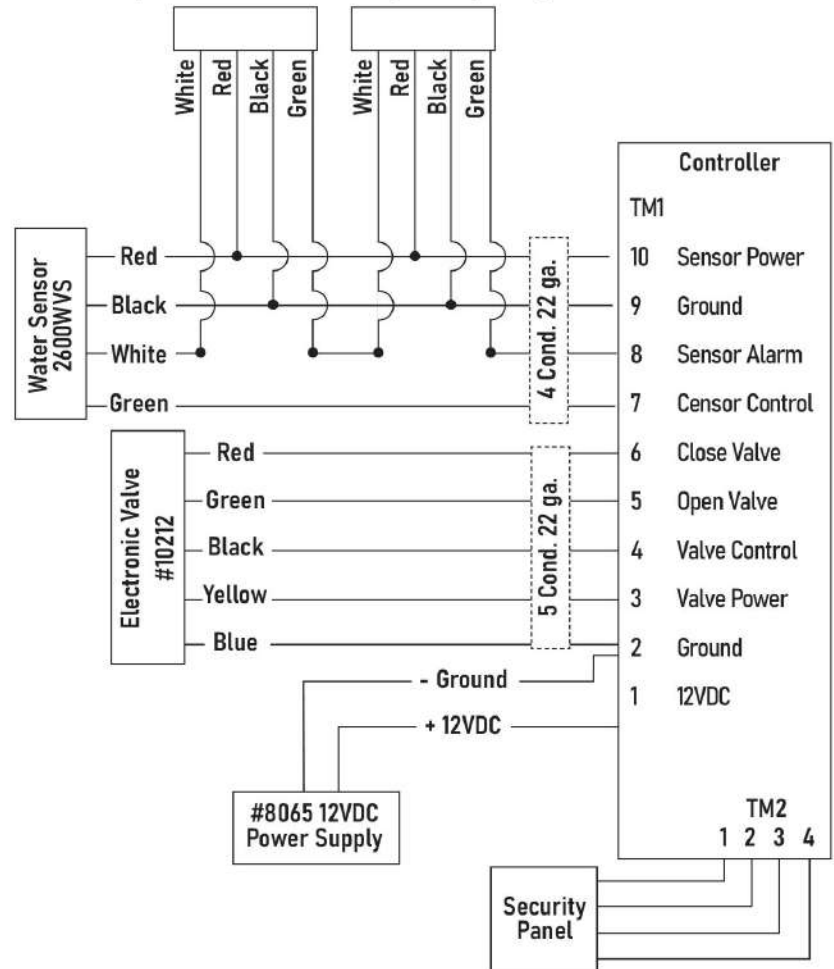 White
Red
Black
Green
White
Red
Black
Green
Controller
TM1
Water Sensor
2600WVS
Red
Black
White
Green
4 Cond. 22 ga.
10 Sensor Power
9 Ground
8 Sensor Alarm
7 Censor Control
6 Close Valve
5 Open Valve
4 Valve Control
3 Valve Power
2 Ground
1 12VDC
Electronic Valve
#10212
Red
Green
Black
Yellow
Blue
5 Cond. 22 ga.
- Ground
+ 12VDC
#8065 12VDC
Power Supply
TM2
1 2 3 4
Security
Panel